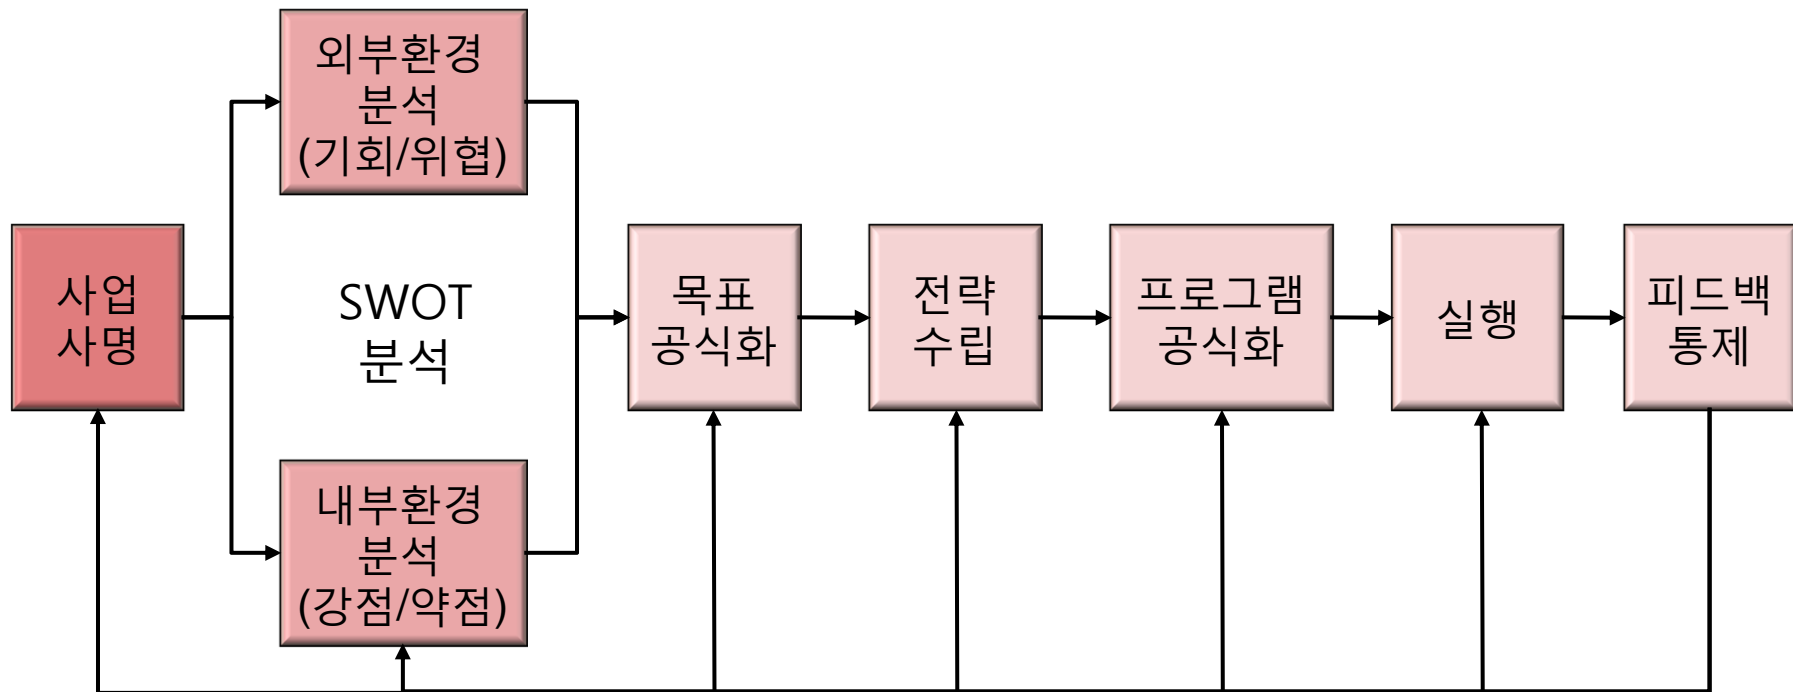 외부환경
분석
(기회/위협)
사업
사명
SWOT
분석
목표
공식화
전략
수립
프로그램
공식화
실행
피드백
통제
내부환경
분석
(강점/약점)